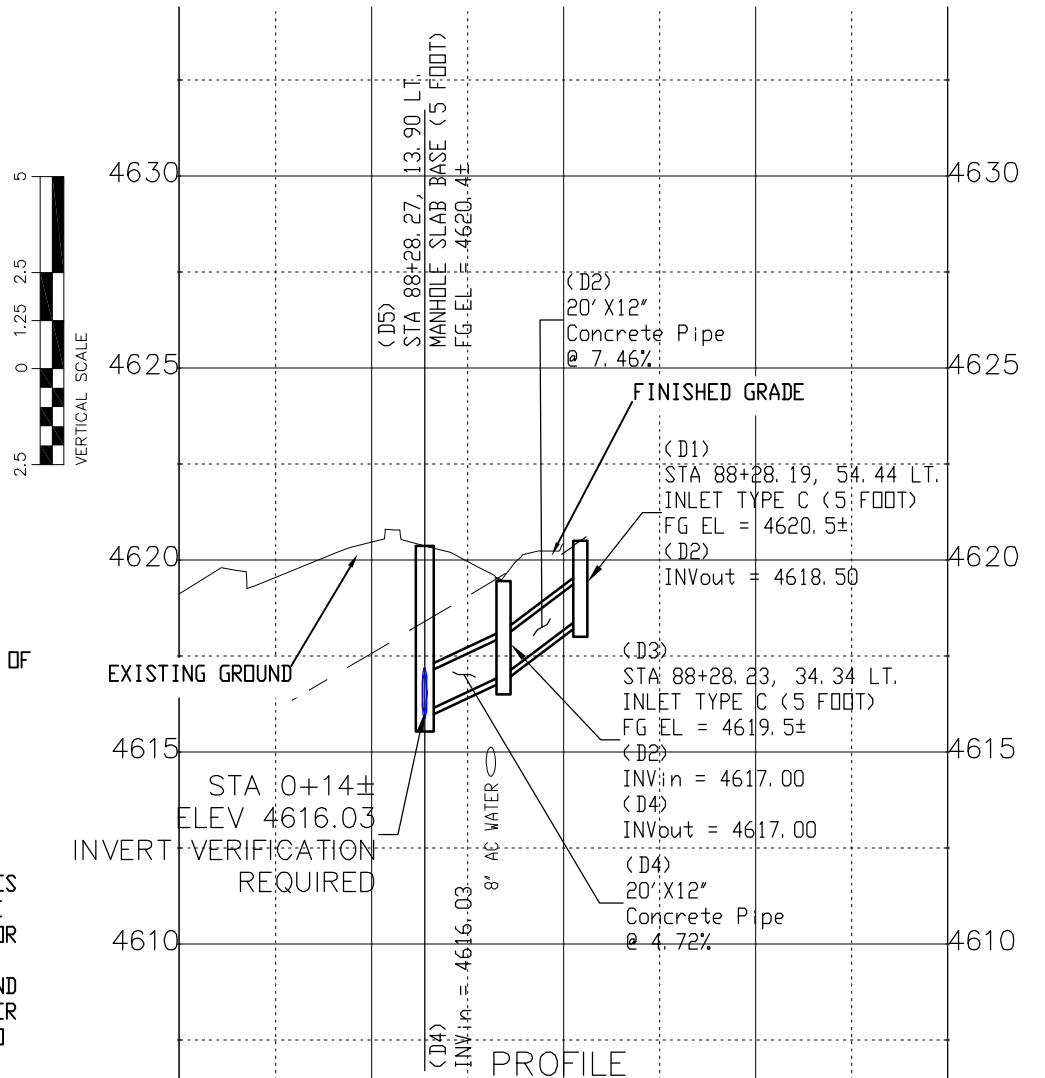 (D5)
STA 88+28.27, 13.90 LT.
MANHOLE SLAB BASE (5 FOOT)
FG EL = 4620.4±
5
2.5
1.25
0
2.5
VERTICAL SCALE
4630
4630
(D2)
20'X12"
Concrete Pipe
@ 7.46%
4625
4625
FINISHED GRADE
(D1)
STA 88+28.19, 54.44 LT.
INLET TYPE C (5 FOOT)
FG EL = 4620.5±
(D2)
INVout = 4618.50
4620
4620
OF
EXISTING GROUND
(D3)
STA 88+28.23, 34.34 LT.
INLET TYPE C (5 FOOT)
FG EL = 4619.5±
(D2)
INVin = 4617.00
(D4)
INVout = 4617.00
4615
4615
STA 0+14±
ELEV 4616.03
INVERT VERIFICATION
REQUIRED
8" AC WATER
(D4)
20'X12"
Concrete Pipe
@ 4.72%
4610
4610
(D4)
INVin = 4616.03
PROFILE
ES
OR
ND
ER